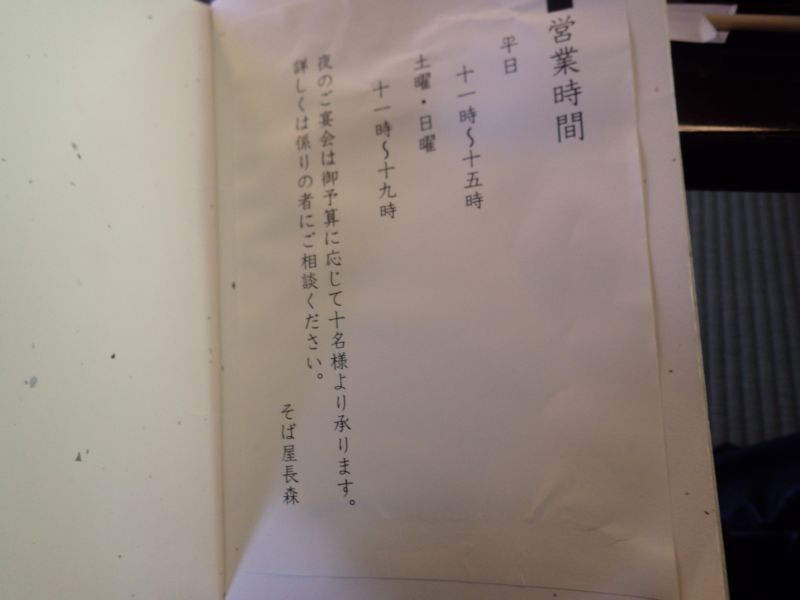 営業時間
平日
十一時〜十五時
土曜・日曜
十一時〜十九時
夜のご宴会は御予算に応じて十名様より承ります。
詳しくは係りの者にご相談ください。
そば屋長森